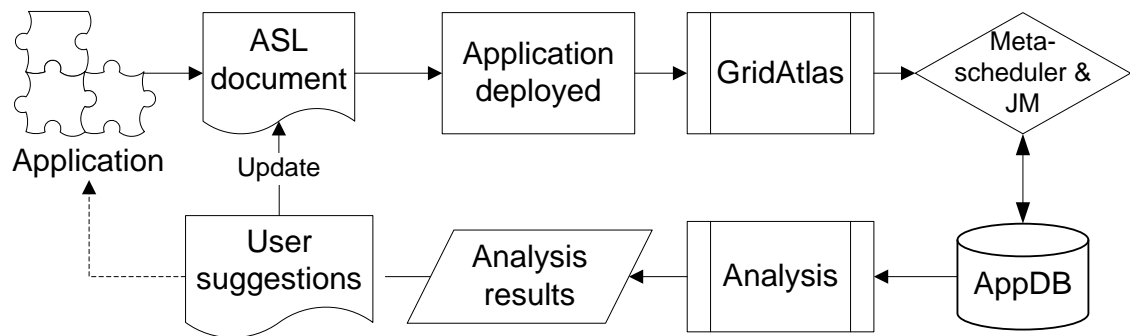 ASL
document
Application
deployed
GridAtlas
Meta-
scheduler &
JM
Application
Update
User
suggestions
Analysis
results
Analysis
AppDB